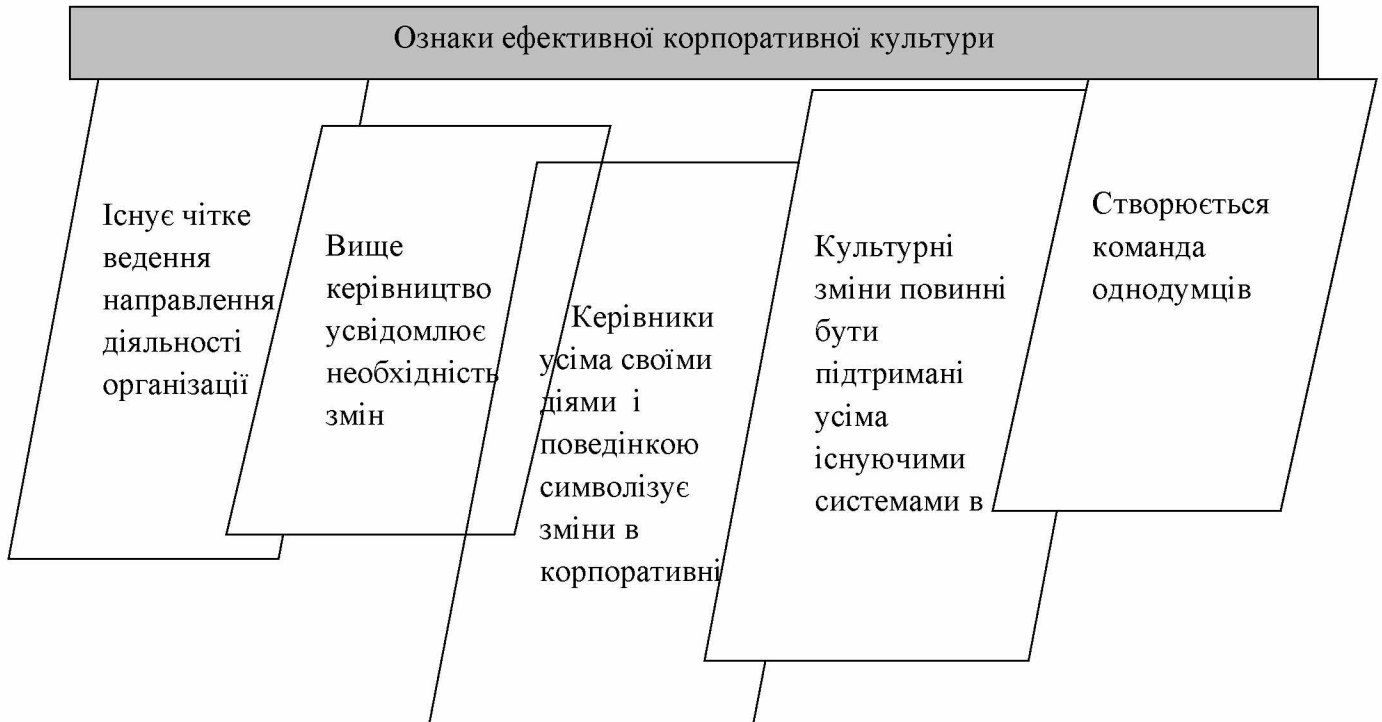 Ознаки ефективної корпоративної культури
Існує чітке
ведення
направлення
діяльності
організації
Вище
керівництво
усвідомлює
необхідність
змін
Керівники
усіма своїми
діями і
поведінкою
символізує
зміни в
корпоративні
Культурні
зміни повинні
бути
підтримані
усіма
існуючими
системами в
Створюється
команда
однодумців